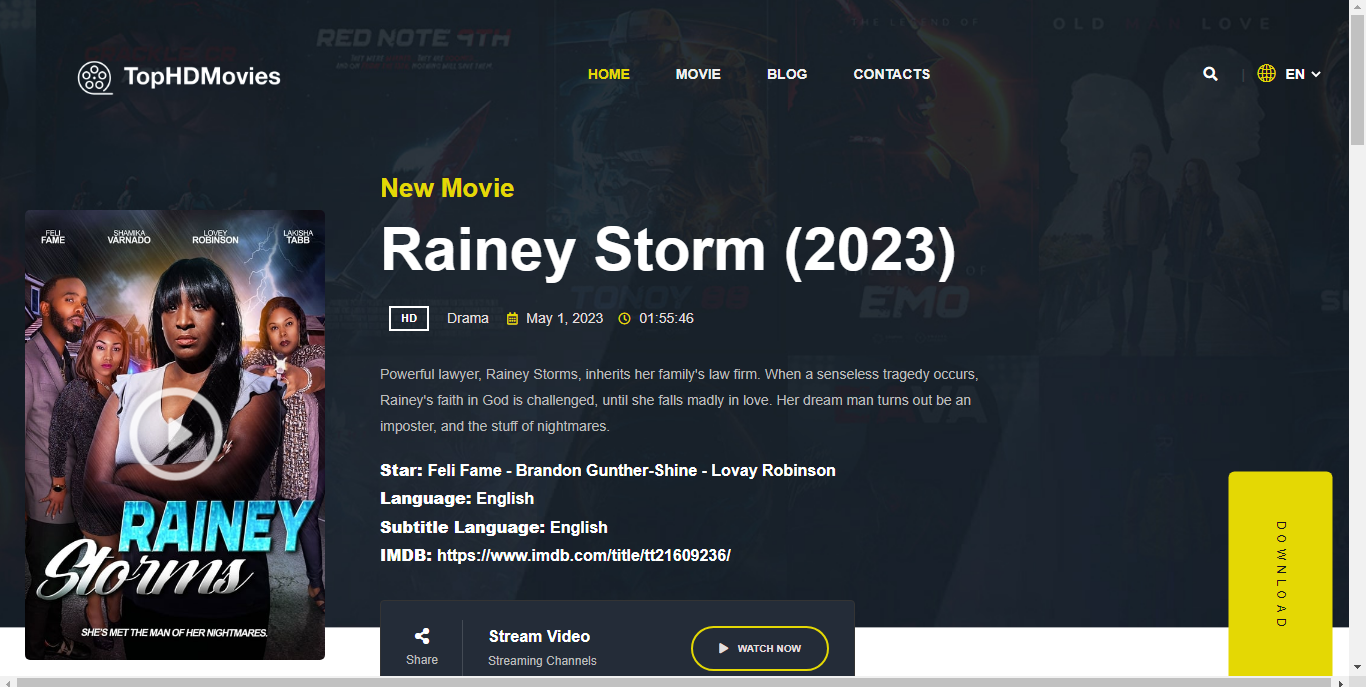 THE LEGEND OF
OLD MAN LOVE
RED NOTE 9TH
TopHDMovies
HOME
MOVIE
BLOG
CONTACTS
EN
New Movie
Rainey Storm (2023)
EMO
HD
Drama
May 1, 2023
01:55:46
Powerful lawyer, Rainey Storms, inherits her family's law firm. When a senseless tragedy occurs,
Rainey's faith in God is challenged, until she falls madly in love. Her dream man turns out be an
imposter, and the stuff of nightmares.
Star: Feli Fame - Brandon Gunther-Shine - Lovay Robinson
Language: English
Subtitle Language: English
IMDB: https://www.imdb.com/title/tt21609236/
FELI FAME
SHAMIKA VARNADO
LOVEY ROBINSON
LAKISHA TABB
RAINEY
Storms
SHE'S MET THE MAN OF HER NIGHTMARES.
Share
Stream Video
Streaming Channels
WATCH NOW
DOWNLOAD